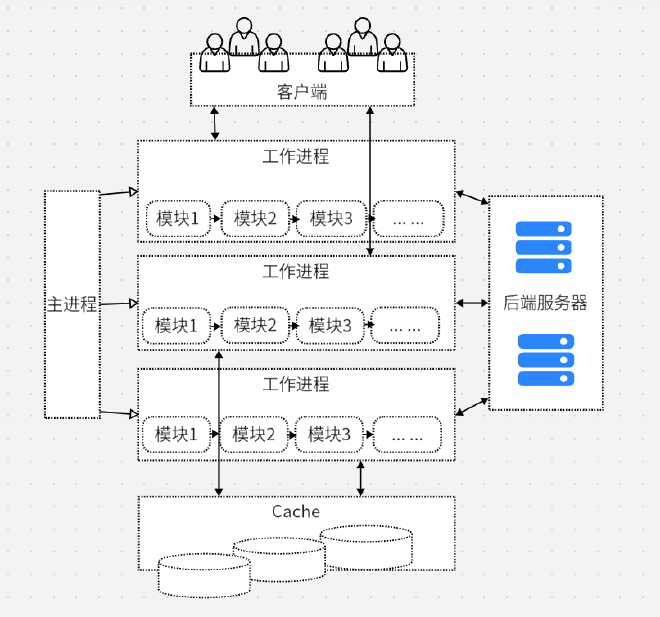 客户端
工作进程
模块1 模块2 模块3 ... ...
主进程
工作进程
模块1 模块2 模块3 ... ...
后端服务器
工作进程
模块1 模块2 模块3 ... ...
Cache